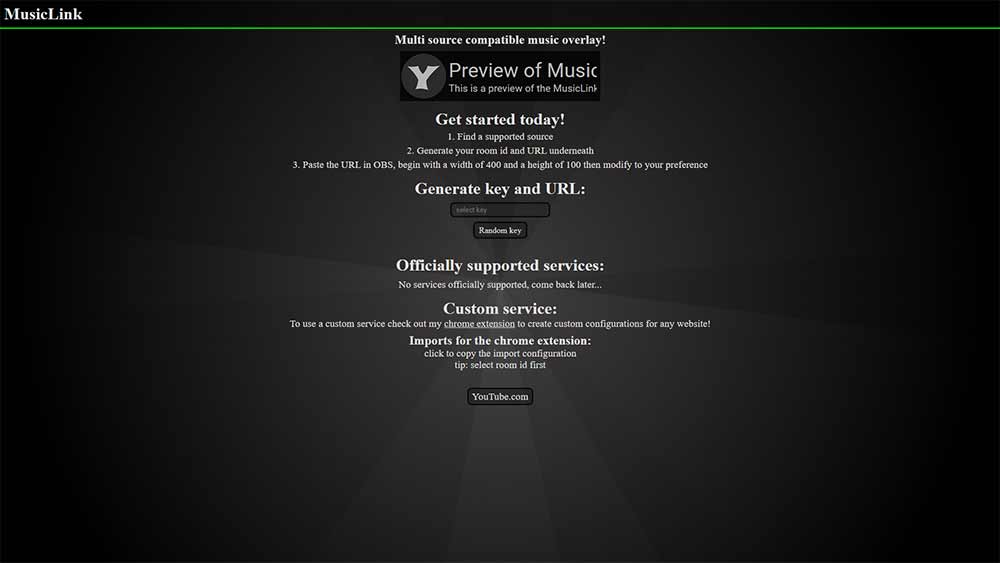 MusicLink
Multi source compatible music overlay!
Y
Preview of Music
This is a preview of the MusicLink
Get started today!
1. Find a supported source
2. Generate your room id and URL underneath
3. Paste the URL in OBS, begin with a width of 400 and a height of 100 then modify to your preference
Generate key and URL:
select key
Random key
Officially supported services:
No services officially supported, come back later...
Custom service:
To use a custom service check out my chrome extension to create custom configurations for any website!
Imports for the chrome extension:
click to copy the import configuration
tip: select room id first
YouTube.com